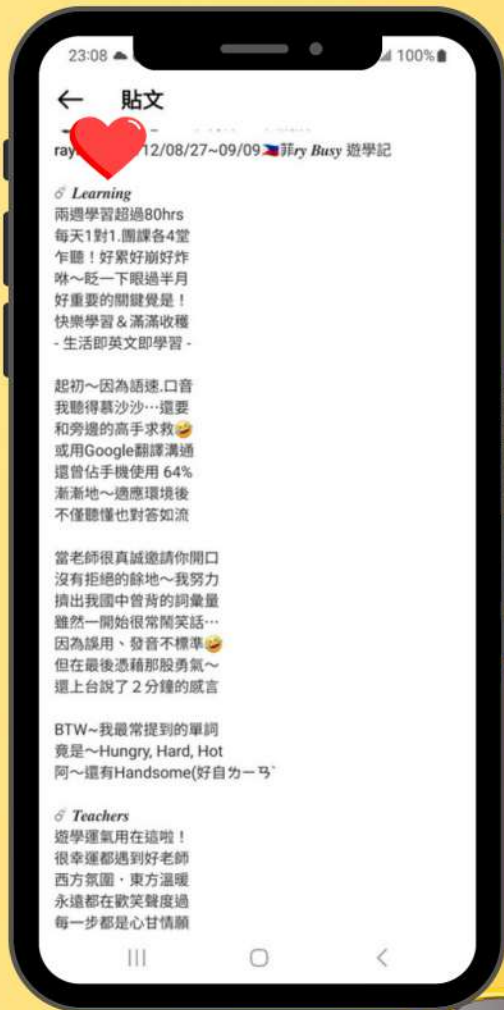 23:08
100%
貼文
ray 12/08/27~09/09🇵🇭菲ry Busy 遊學記
Learning
兩週學習超過80hrs
每天1對1.團課各4堂
乍聽！好累好崩好炸
咻～眨一下眼過半月
好重要的關鍵覺是！
快樂學習＆滿滿收穫
- 生活即英文即學習 -
起初～因為語速.口音
我聽得慕沙沙⋯還要
和旁邊的高手求救🤣
或用Google翻譯溝通
還曾佔手機使用 64%
漸漸地～適應環境後
不僅聽懂也對答如流
當老師很真誠邀請你開口
沒有拒絕的餘地～我努力
擠出我國中曾背的詞彙量
雖然一開始很常鬧笑話⋯
因為誤用、發音不標準🤣
但在最後憑藉那股勇氣～
還上台說了２分鐘的感言
BTW~我最常提到的單詞
竟是～Hungry, Hard, Hot
阿～還有Handsome(好自ㄌㄧㄢˋ
Teachers
遊學運氣用在這啦！
很幸運都遇到好老師
西方氛圍・東方溫暖
永遠都在歡笑聲度過
每一步都是心甘情願